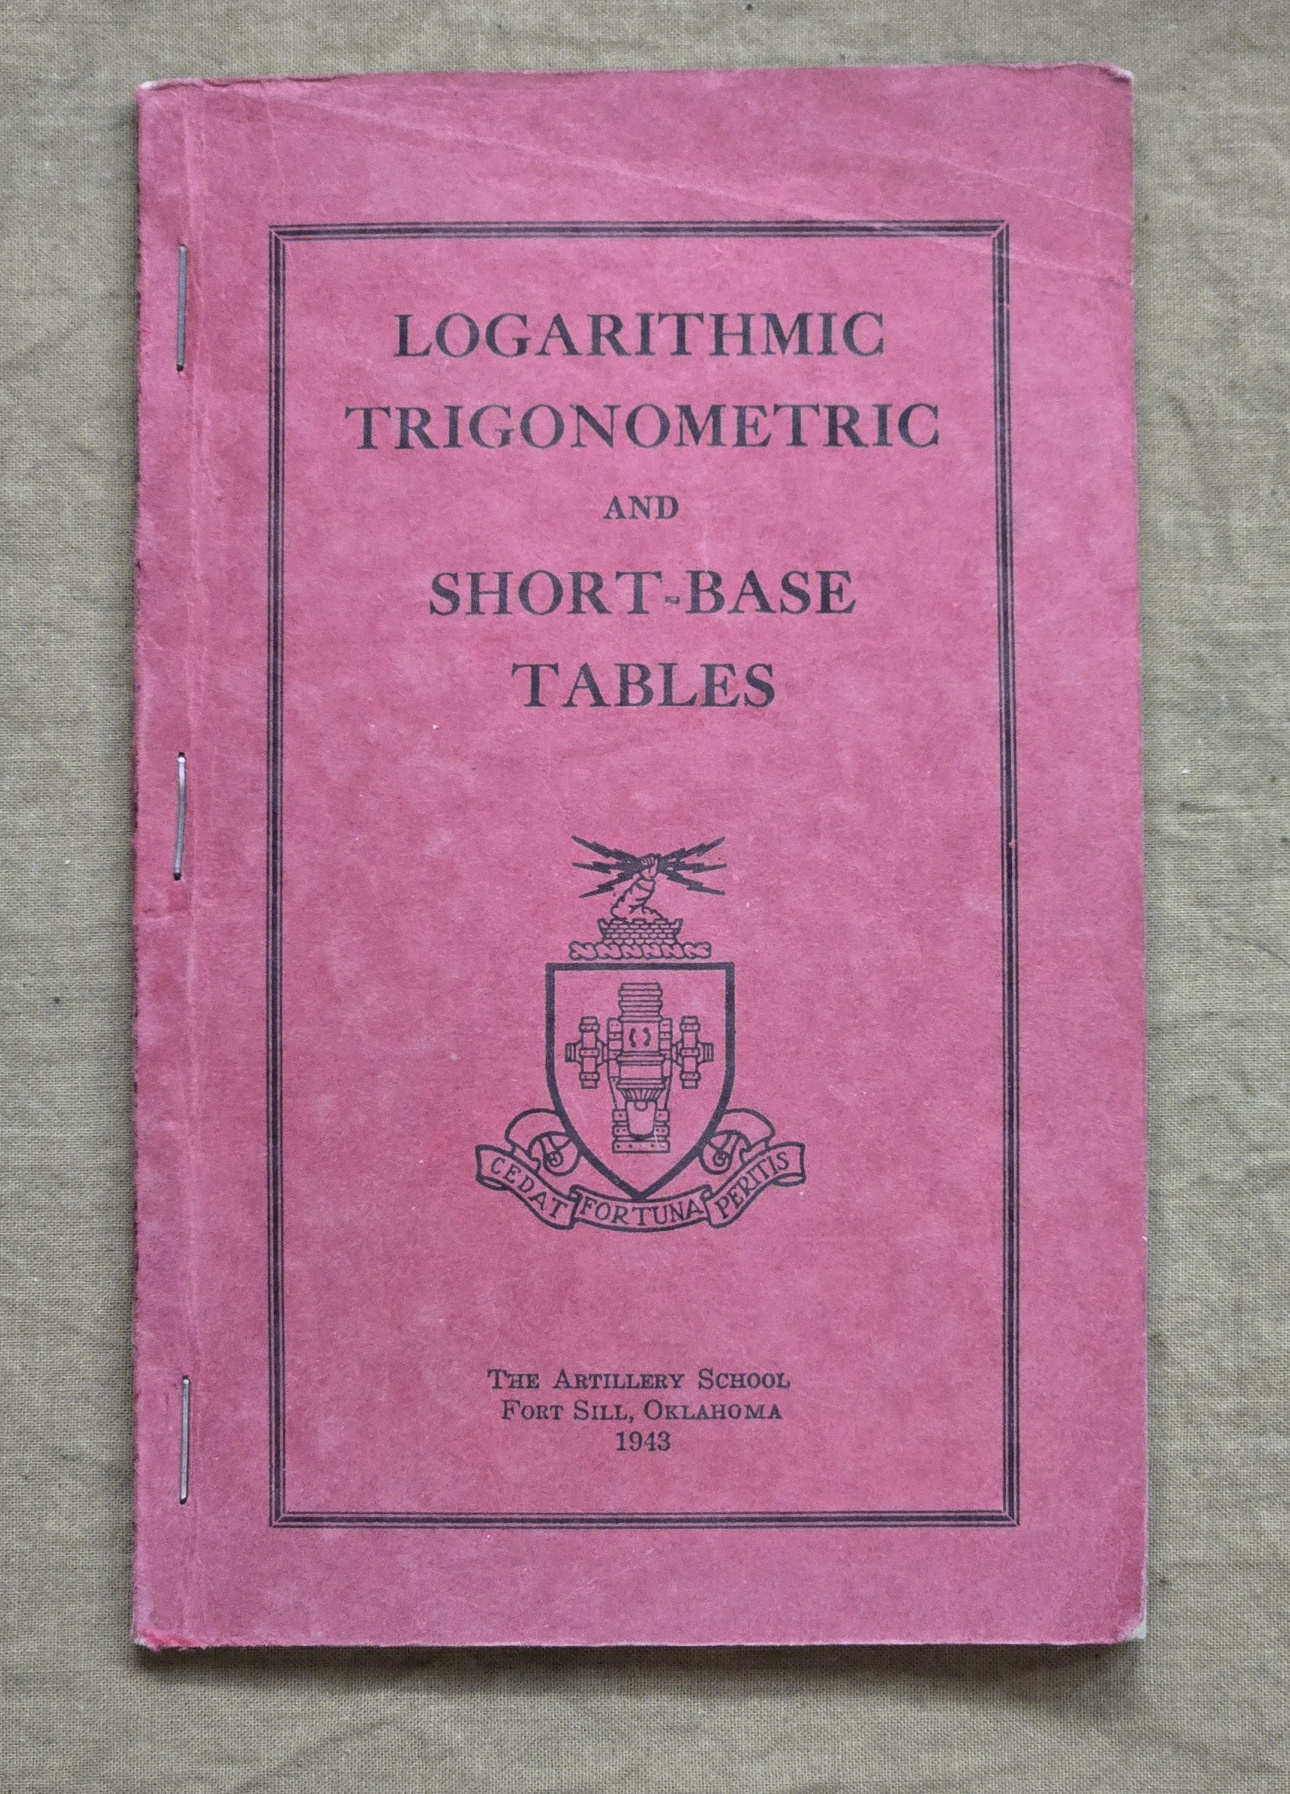 LOGARITHMIC
TRIGONOMETRIC
AND
SHORT-BASE
TABLES
CEDAT FORTUNA PERITIS
THE ARTILLERY SCHOOL
FORT SILL, OKLAHOMA
1943